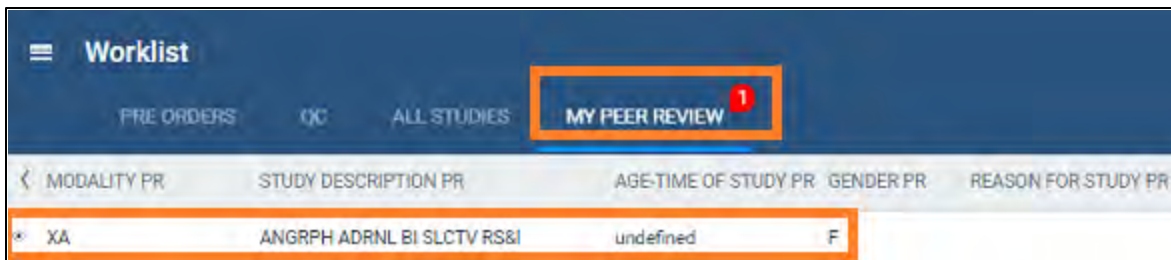 Worklist
PRE ORDERS QC ALL STUDIES MY PEER REVIEW 1
MODALITY PR STUDY DESCRIPTION PR AGE-TIME OF STUDY PR GENDER PR REASON FOR STUDY PR
XA ANGRPH ADRNL BI SLCTV RS&I undefined F